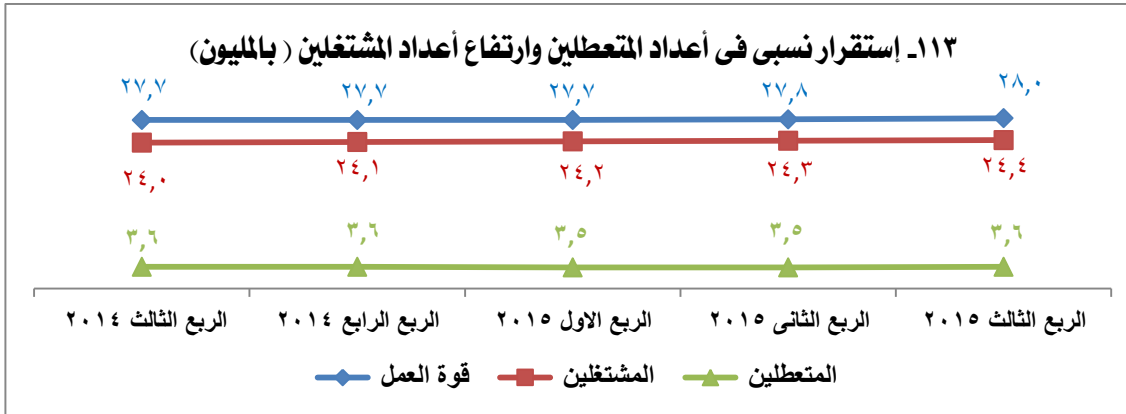 ١١٣ـ إستقرار نسبى فى أعداد المتعطلين وارتفاع أعداد المشتغلين ( بالمليون)
٢٧,٧ ٢٧,٧ ٢٧,٧ ٢٧,٨ ٢٨,٠
٢٤,٠ ٢٤,١ ٢٤,٢ ٢٤,٣ ٢٤,٤
٣,٦ ٣,٦ ٣,٥ ٣,٥ ٣,٦
الربع الثالث ٢٠١٤ الربع الرابع ٢٠١٤ الربع الاول ٢٠١٥ الربع الثانى ٢٠١٥ الربع الثالث ٢٠١٥
قوة العمل المشتغلين المتعطلين